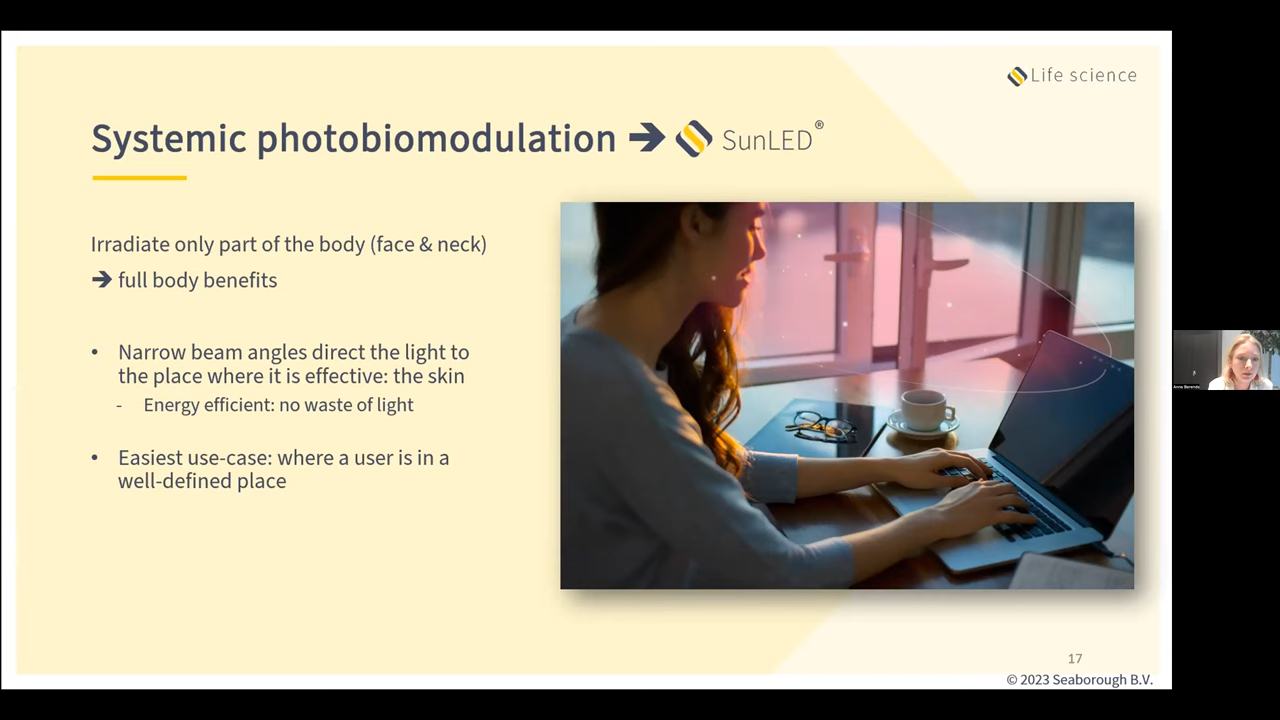 Life science
Systemic photobiomodulation ➔ SunLED®
Irradiate only part of the body (face & neck)
➔ full body benefits
• Narrow beam angles direct the light to
the place where it is effective: the skin
- Energy efficient: no waste of light
• Easiest use-case: where a user is in a
well-defined place
17
© 2023 Seaborough B.V.
Anne Berends